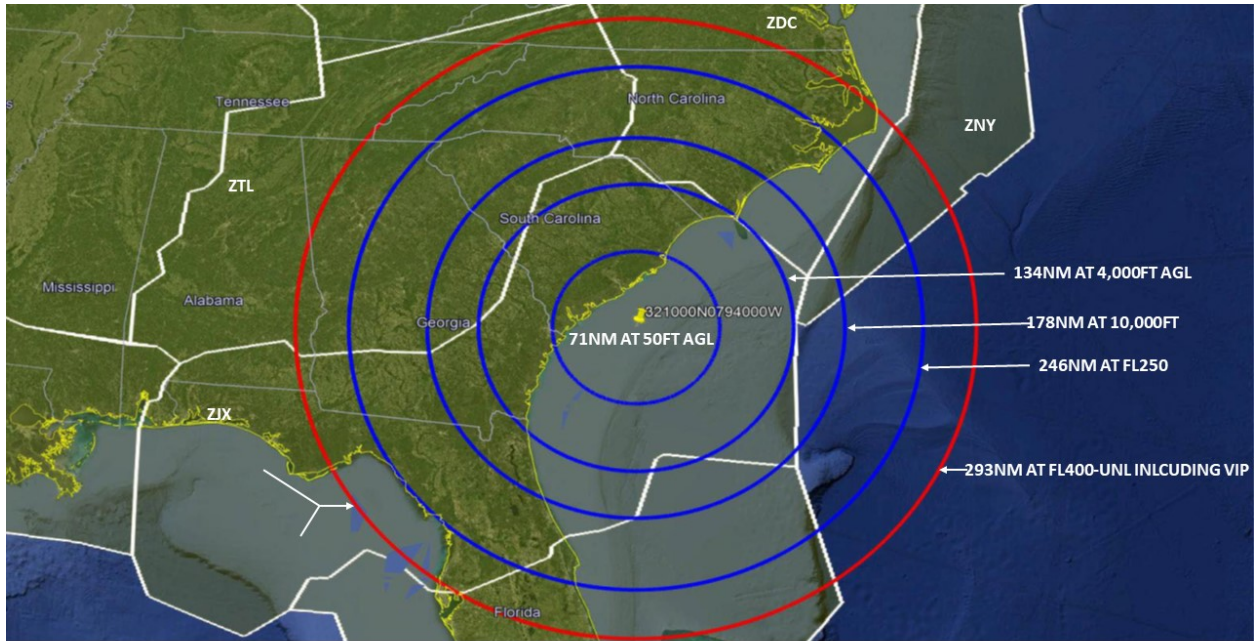 ZDC
Tennessee
North Carolina
ZNY
ZTL
South Carolina
134NM AT 4,000FT AGL
Mississippi
Alabama
321000N0794000W
Georgia
178NM AT 10,000FT
71NM AT 50FT AGL
246NM AT FL250
ZJX
293NM AT FL400-UNL INLCUDING VIP
Florida